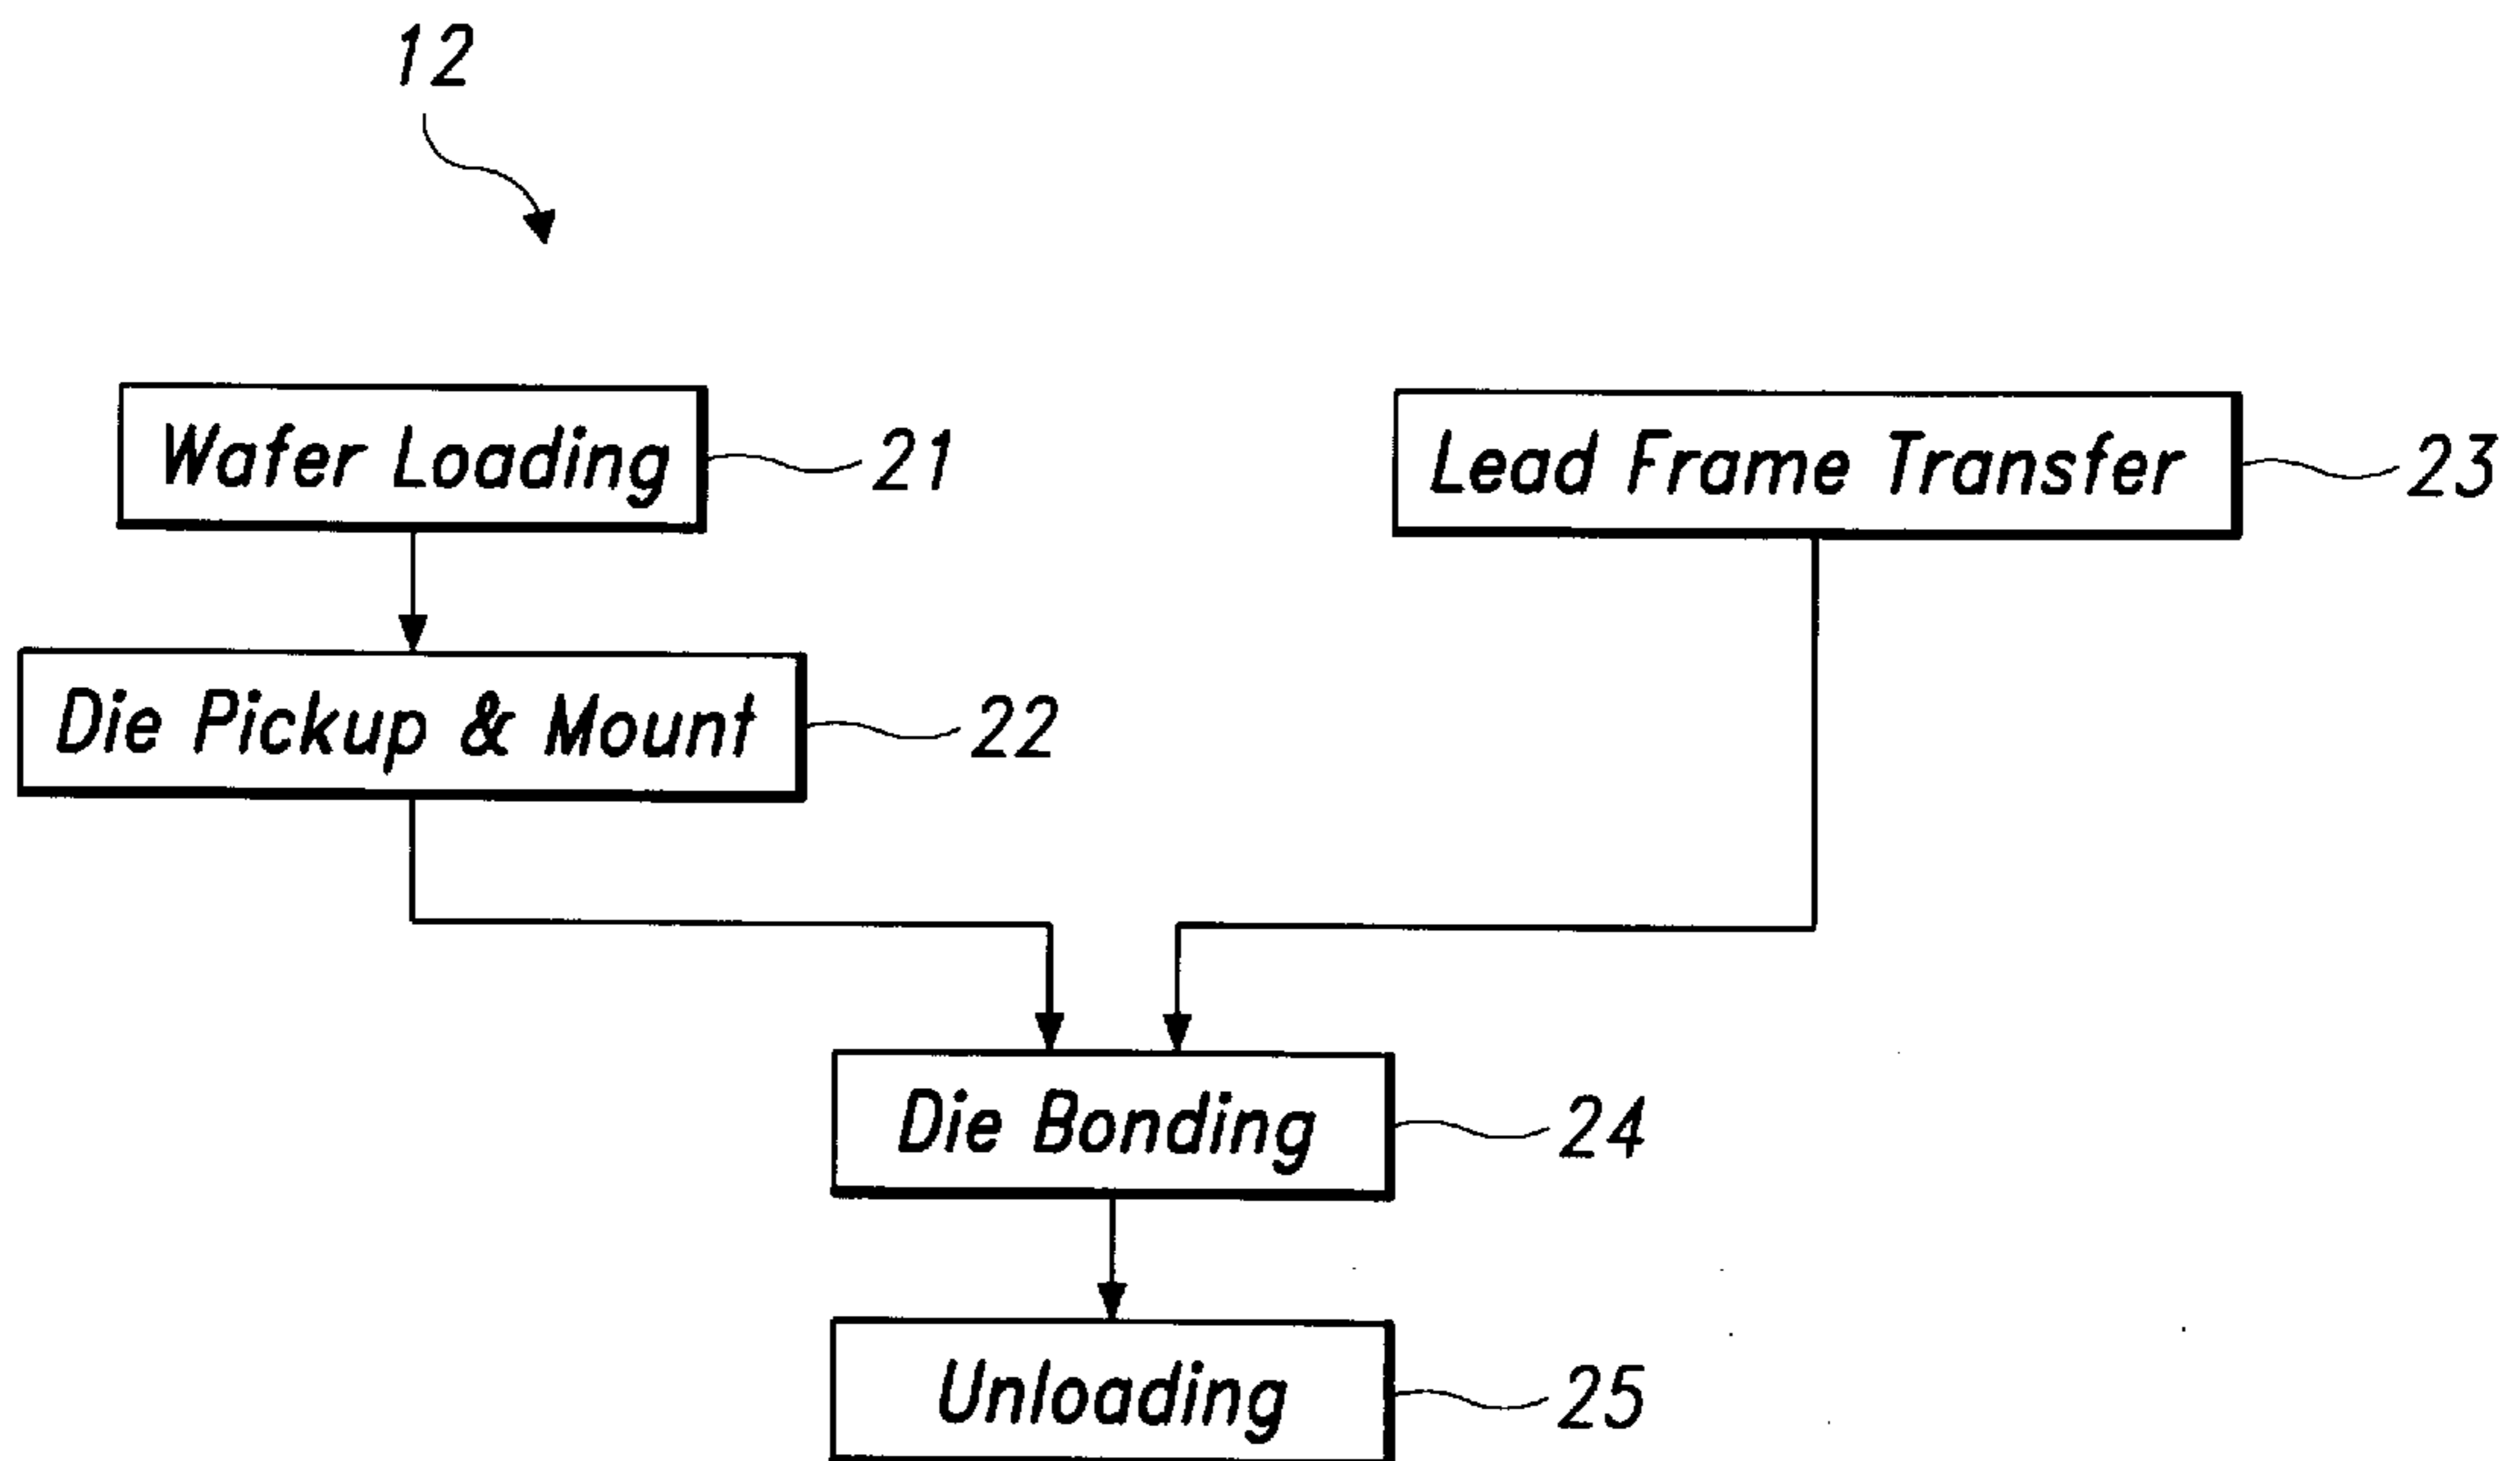 12
Wafer Loading
21
Lead Frame Transfer
23
Die Pickup & Mount
22
Die Bonding
24
Unloading
25